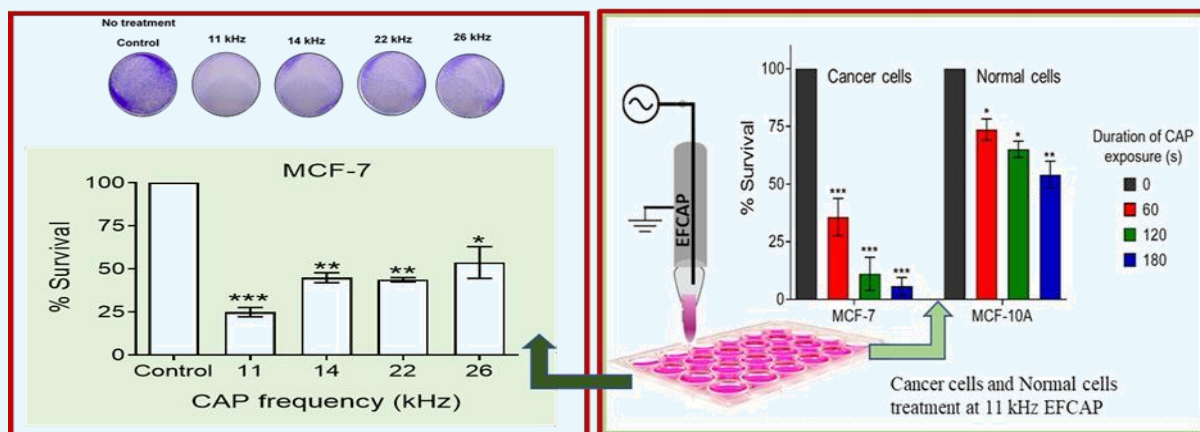 No treatment
Control
11 kHz
14 kHz
22 kHz
26 kHz
MCF-7
100
75
50
25
0
% Survival
***
**
**
*
Control 11 14 22 26
CAP frequency (kHz)
EFCAP
100
75
50
25
0
% Survival
Cancer cells
Normal cells
***
***
***
*
*
**
MCF-7
MCF-10A
Duration of CAP
exposure (s)
0
60
120
180
Cancer cells and Normal cells
treatment at 11 kHz EFCAP